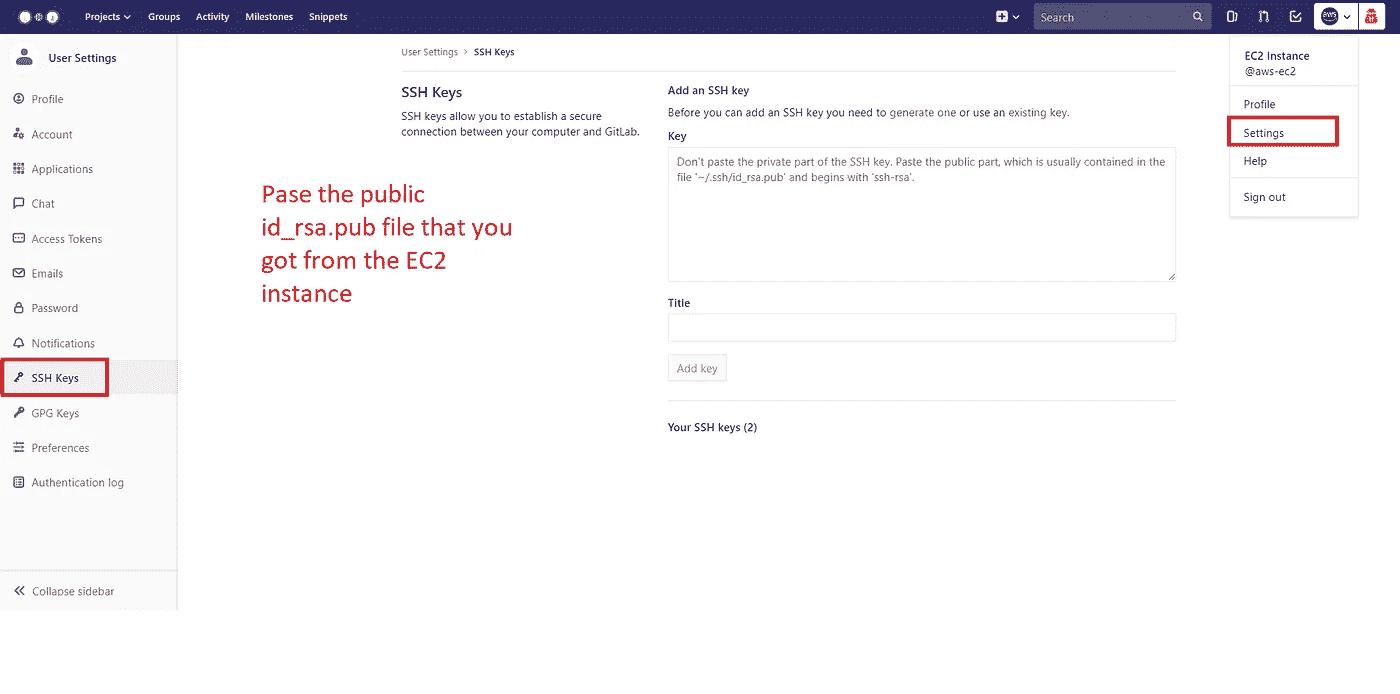 Projects Groups Activity Milestones Snippets Search aws
User Settings
Profile
Account
Applications
Chat
Access Tokens
Emails
Password
Notifications
SSH Keys
GPG Keys
Preferences
Authentication log
Collapse sidebar
User Settings > SSH Keys
SSH Keys
SSH keys allow you to establish a secure
connection between your computer and GitLab.
Pase the public
id_rsa.pub file that you
got from the EC2
instance
Add an SSH key
Before you can add an SSH key you need to generate one or use an existing key.
Key
Don't paste the private part of the SSH key. Paste the public part, which is usually contained in the
file '~/.ssh/id_rsa.pub' and begins with 'ssh-rsa'.
Title
Add key
Your SSH keys (2)
EC2 Instance
@aws-ec2
Profile
Settings
Help
Sign out